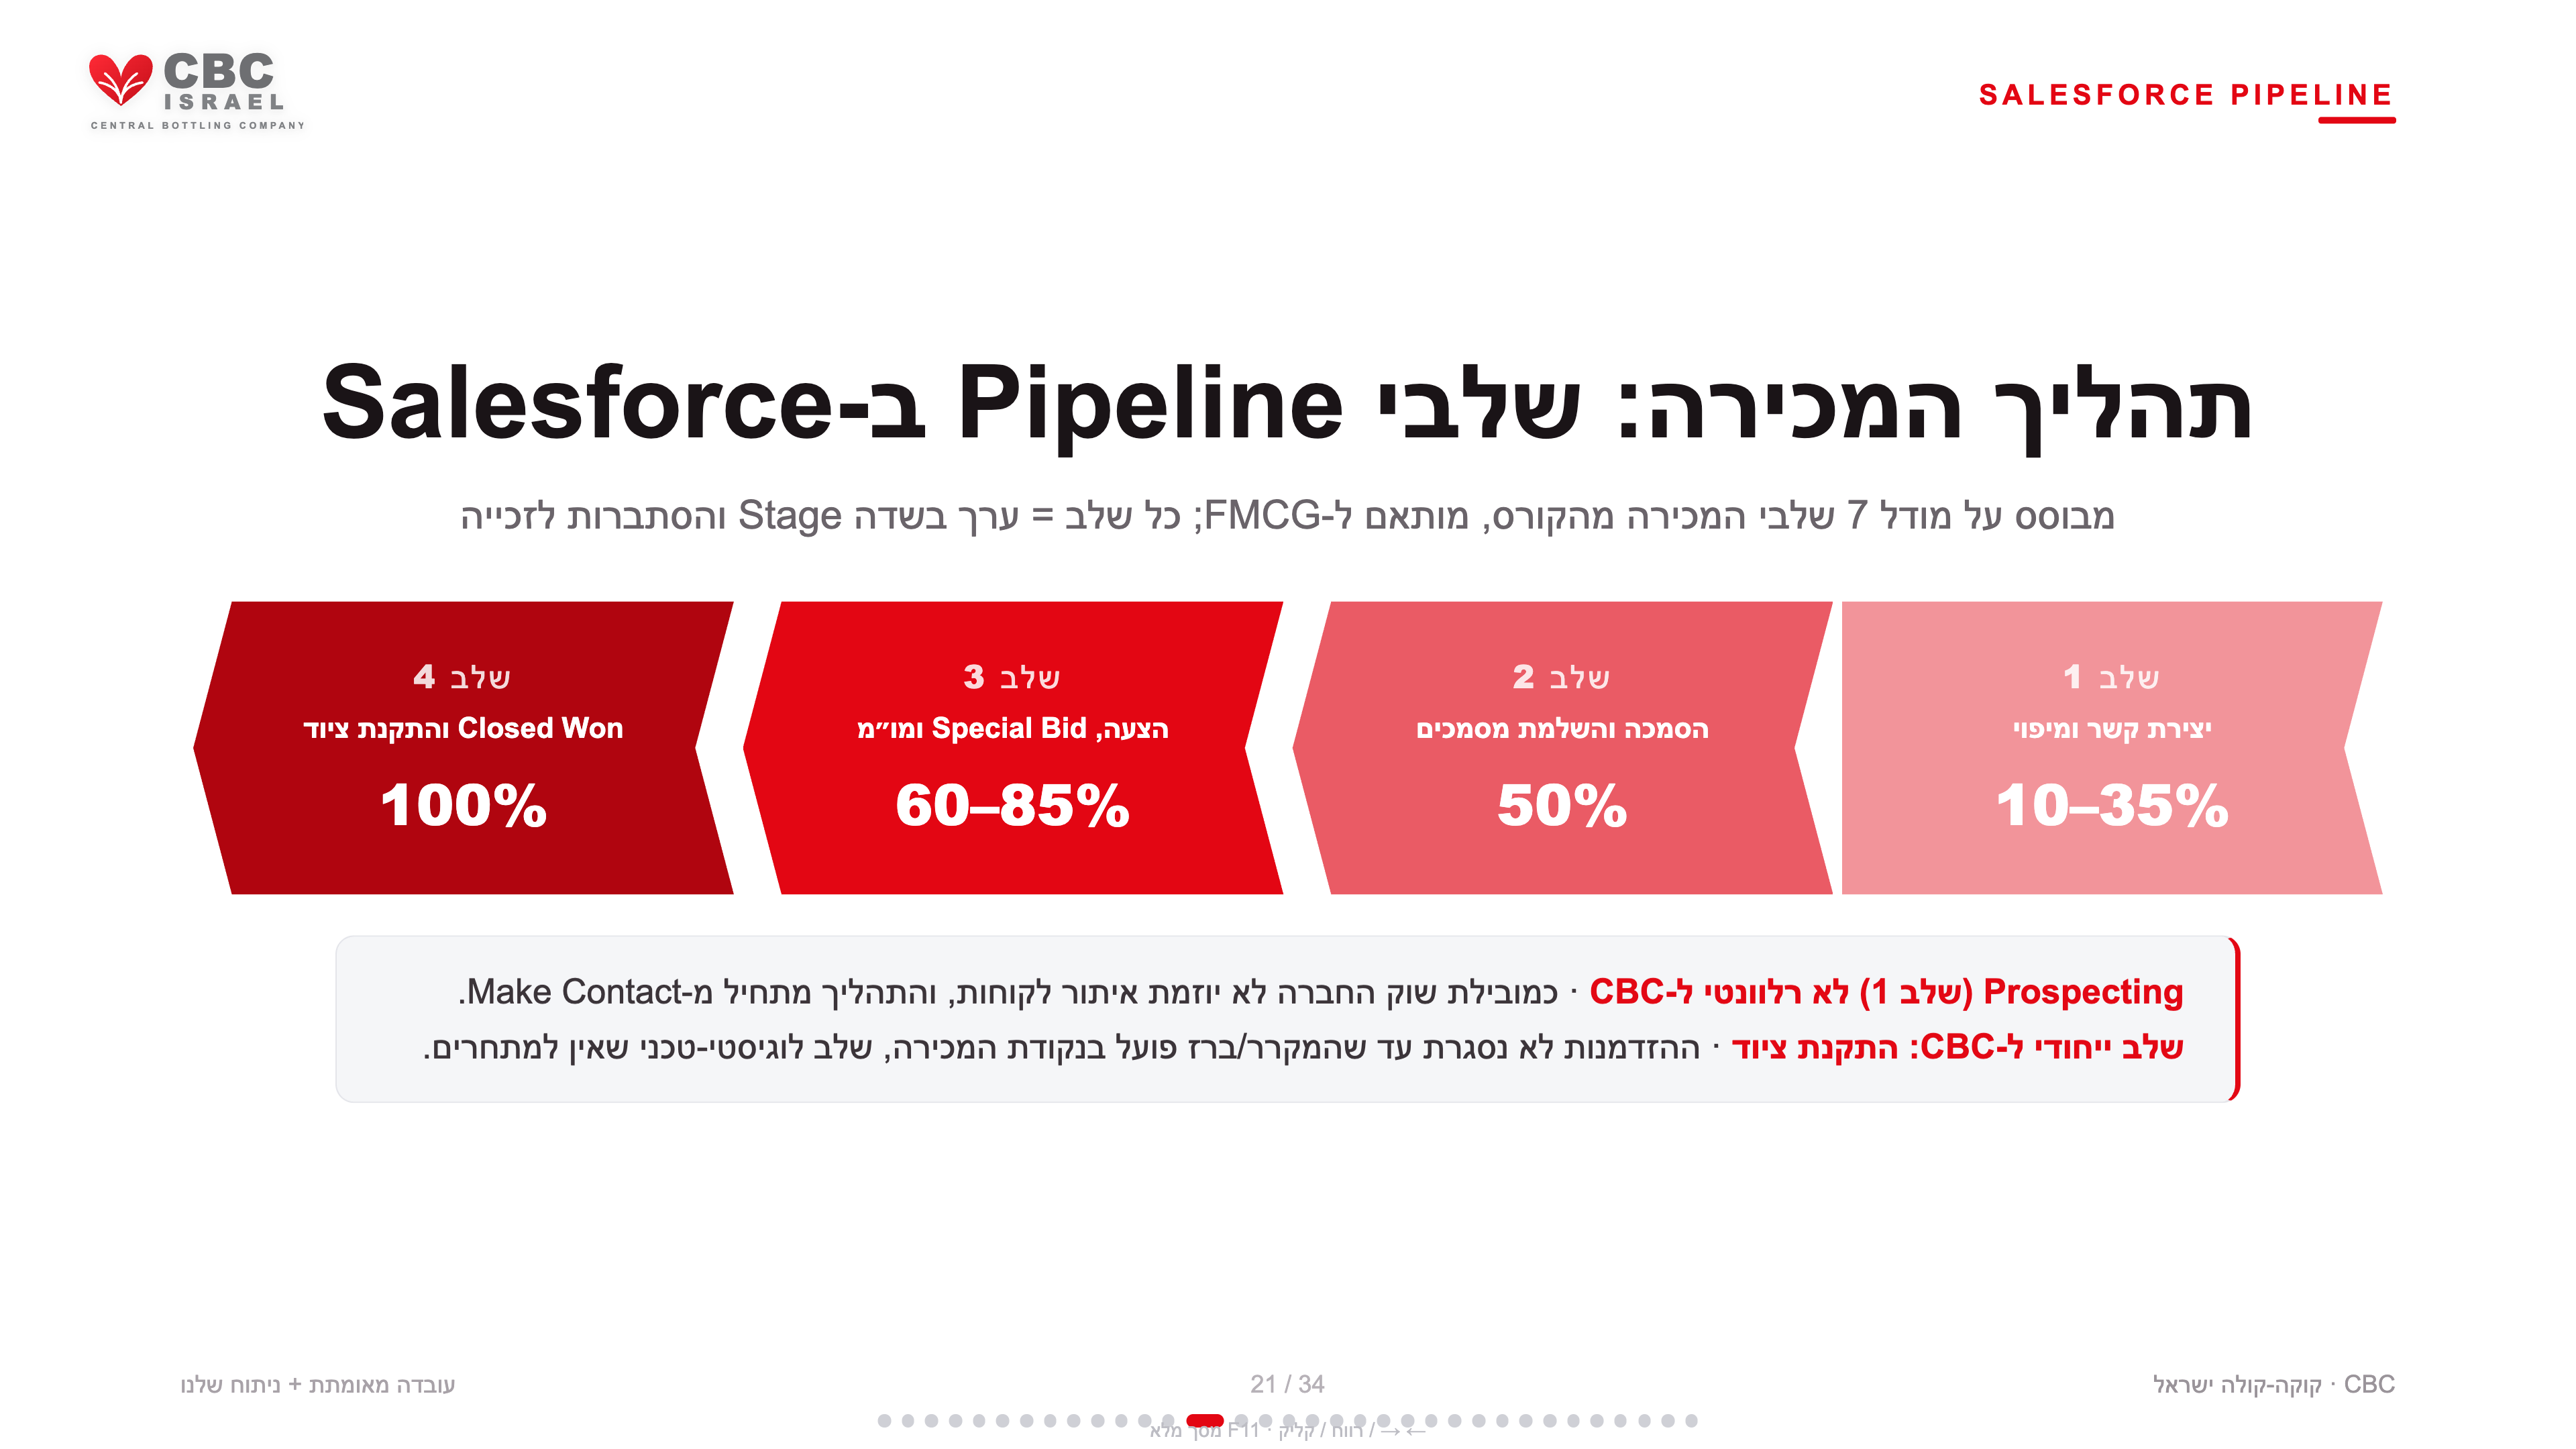 CBC
ISRAEL
CENTRAL BOTTLING COMPANY
SALESFORCE PIPELINE
תהליך המכירה: שלבי Pipeline ב-Salesforce
מבוסס על מודל 7 שלבי המכירה מהקורס, מותאם ל-FMCG; כל שלב = ערך בשדה Stage והסתברות לזכייה
שלב 1
יצירת קשר ומיפוי
10–35%
שלב 2
הסמכה והשלמת מסמכים
50%
שלב 3
הצעה, Special Bid ומו״מ
60–85%
שלב 4
Closed Won והתקנת ציוד
100%
Prospecting (שלב 1) לא רלוונטי ל-CBC · כמובילת שוק החברה לא יוזמת איתור לקוחות, והתהליך מתחיל מ-Make Contact.
שלב ייחודי ל-CBC: התקנת ציוד · ההזדמנות לא נסגרת עד שהמקרר/ברז פועל בנקודת המכירה, שלב לוגיסטי-טכני שאין למתחרים.
CBC · קוקה-קולה ישראל
21 / 34
עובדה מאומתת + ניתוח שלנו
←→ / רווח / קליק · F11 מסך מלא